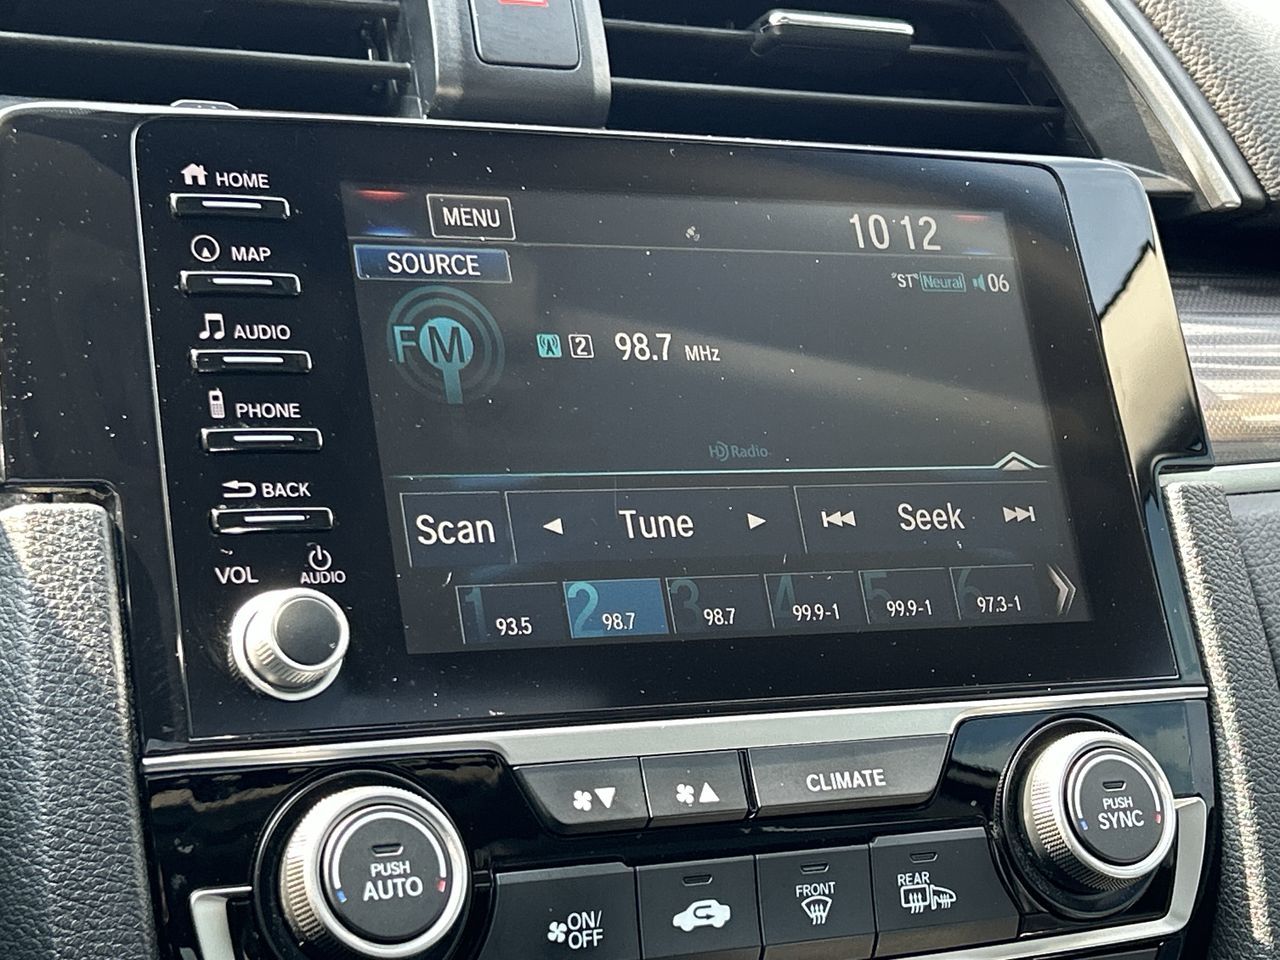 HOME
MAP
AUDIO
PHONE
BACK
VOL
AUDIO
MENU
10:12
SOURCE
"ST" Neural 06
FM
2 98.7 MHz
HD Radio
Scan Tune Seek
1 93.5
2 98.7
3 98.7
4 99.9-1
5 99.9-1
6 97.3-1
CLIMATE
PUSH
AUTO
PUSH
SYNC
ON/
OFF
FRONT
REAR